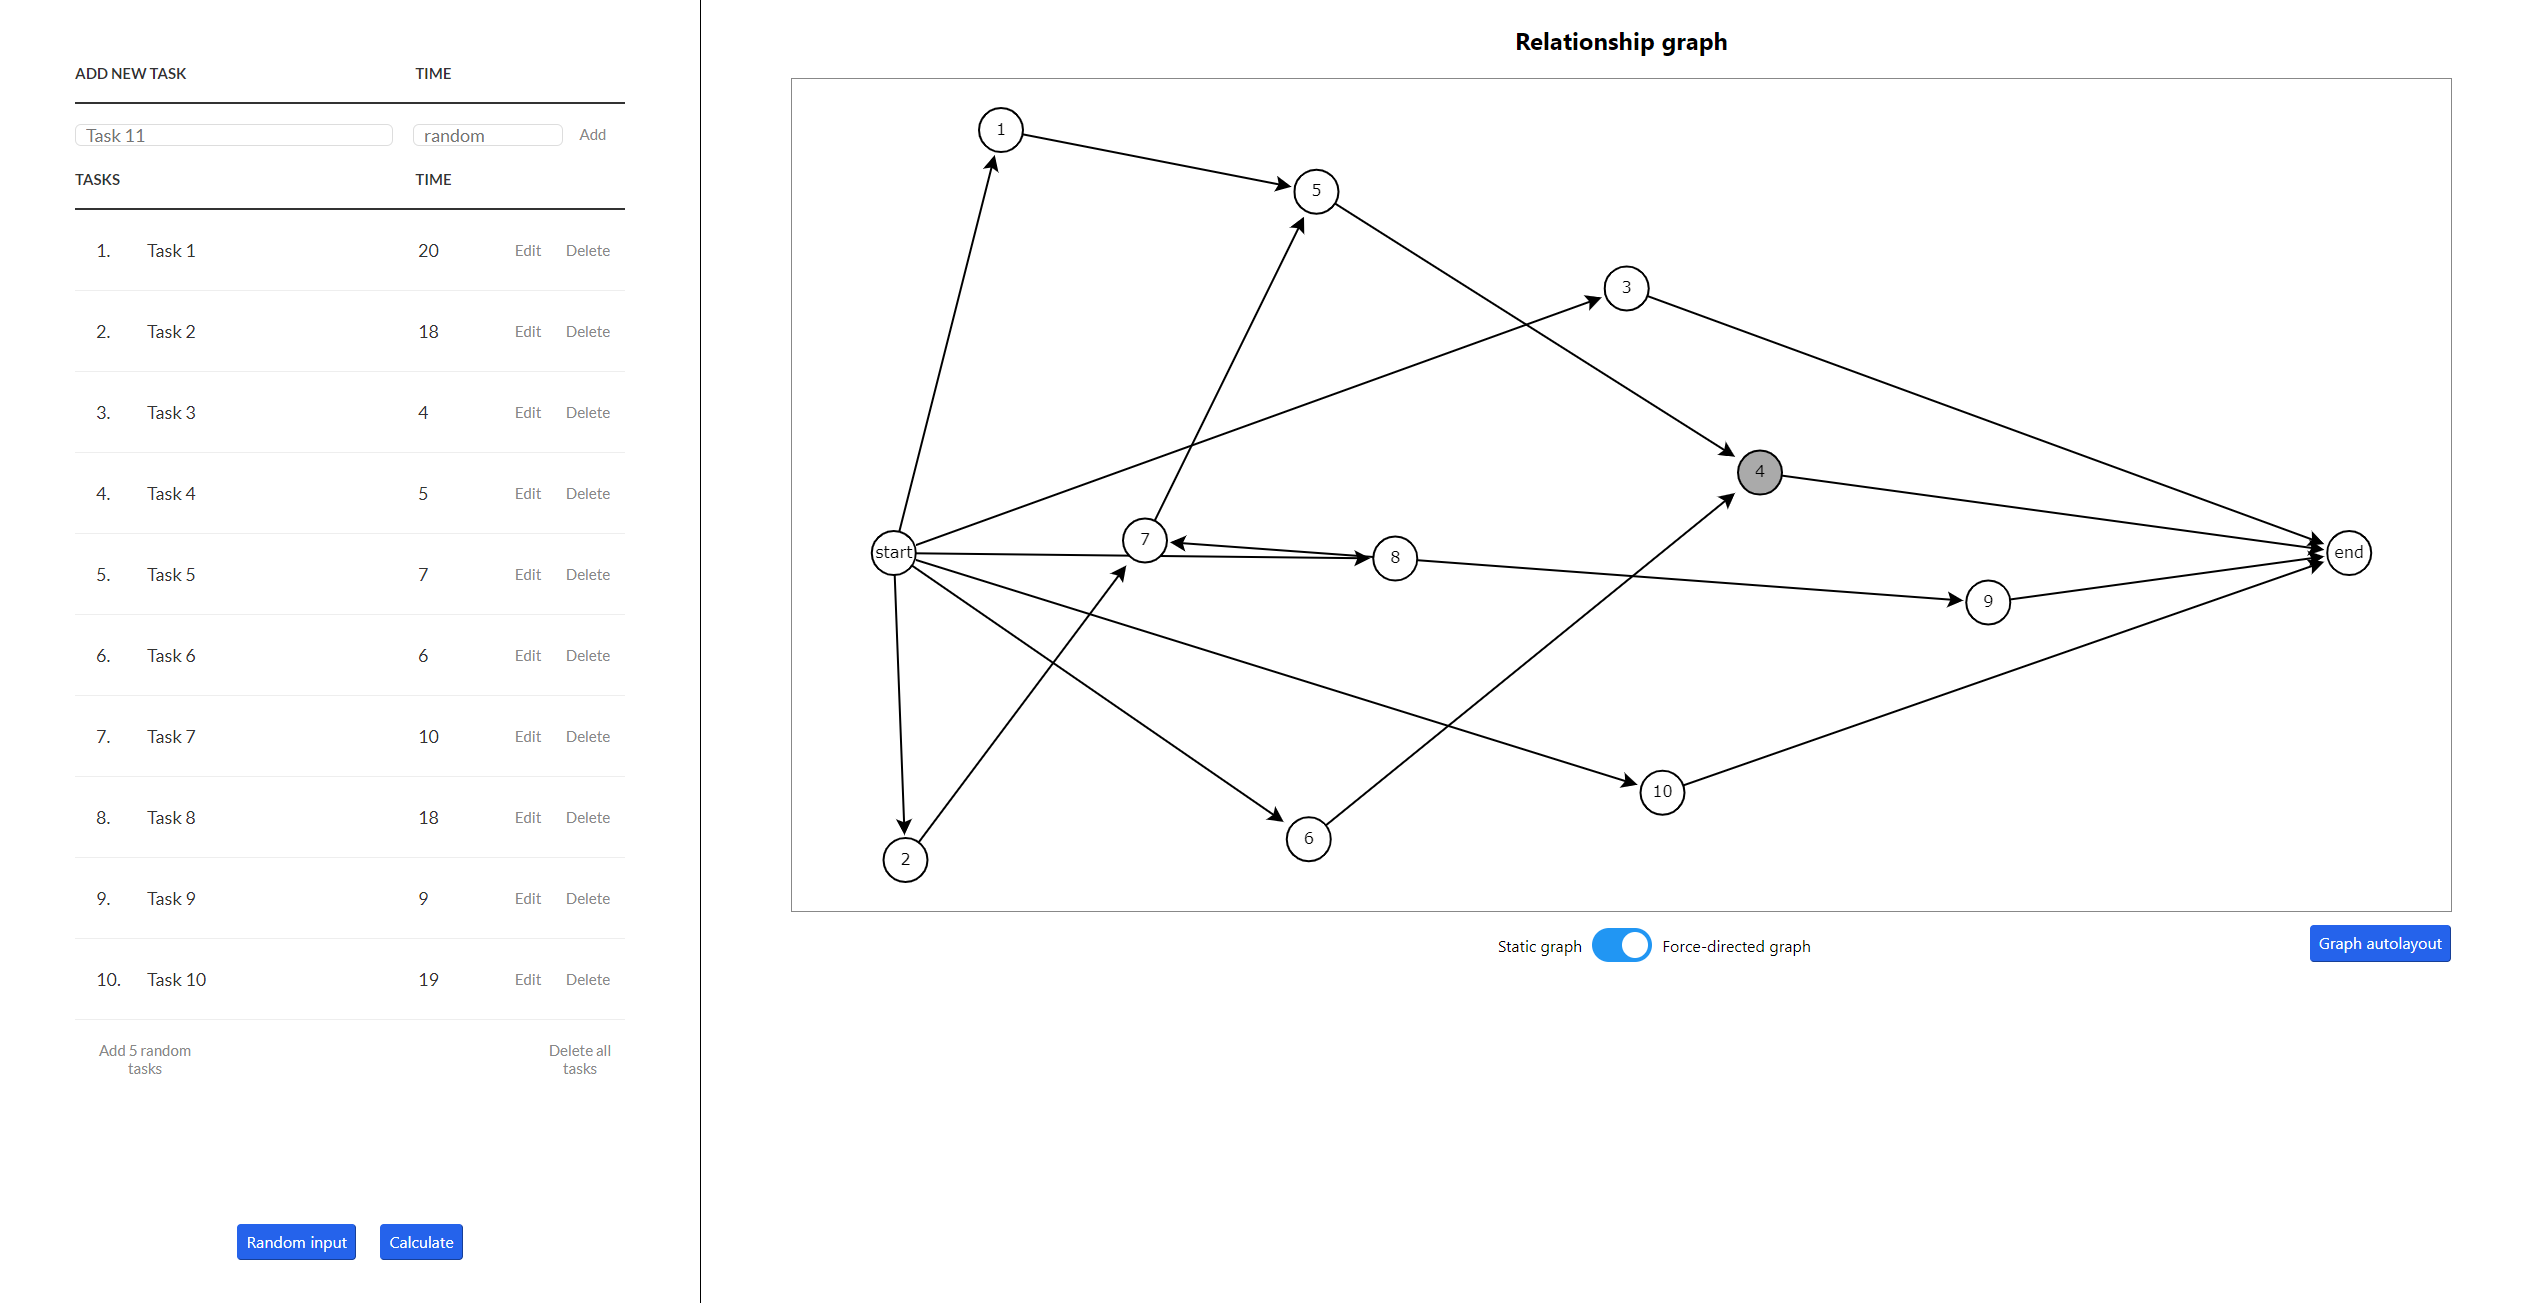 ADD NEW TASK TIME
Task 11 random Add
TASKS TIME
1. Task 1 20 Edit Delete
2. Task 2 18 Edit Delete
3. Task 3 4 Edit Delete
4. Task 4 5 Edit Delete
5. Task 5 7 Edit Delete
6. Task 6 6 Edit Delete
7. Task 7 10 Edit Delete
8. Task 8 18 Edit Delete
9. Task 9 9 Edit Delete
10. Task 10 19 Edit Delete
Add 5 random
tasks
Delete all
tasks
Random input Calculate
Relationship graph
1
5
3
4
start
7
8
end
9
10
6
2
Static graph Force-directed graph
Graph autolayout